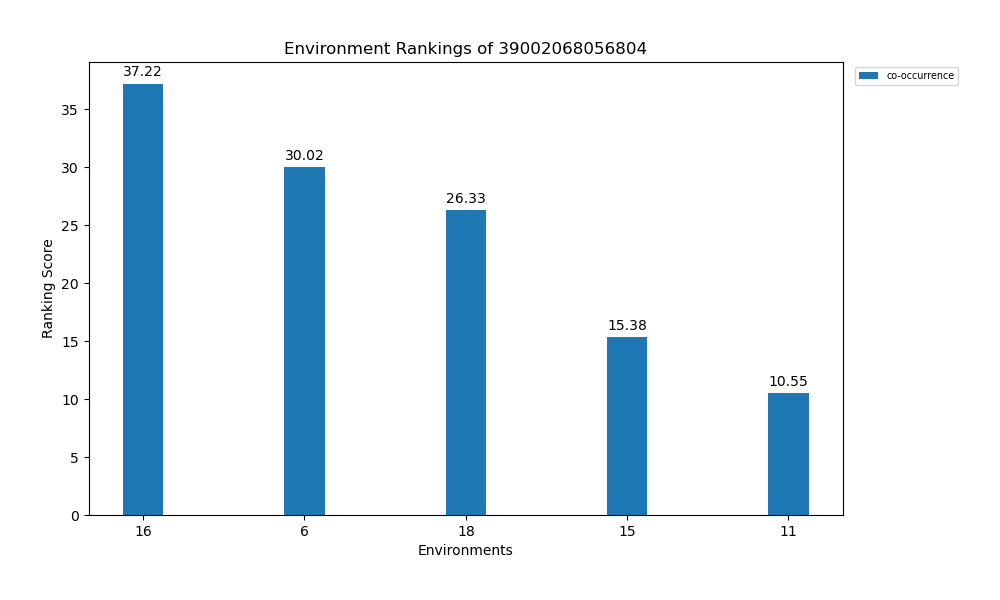 Environment Rankings of 39002068056804
co-occurrence
37.22
30.02
26.33
15.38
10.55
Ranking Score
35
30
25
20
15
10
5
0
16 6 18 15 11
Environments